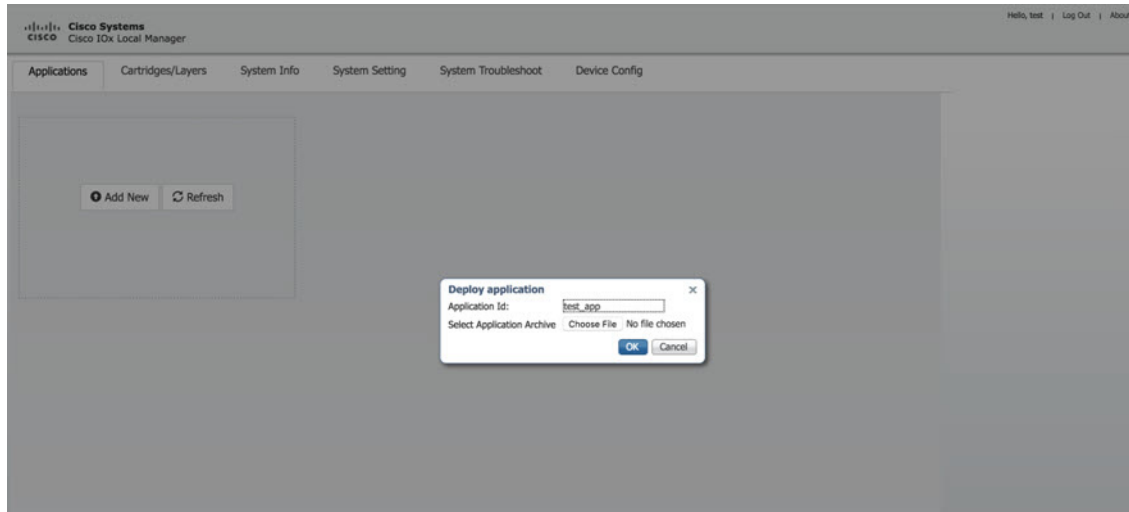 Hello, test | Log Out | About
Cisco Systems
CISCO Cisco IOx Local Manager
Applications Cartridges/Layers System Info System Setting System Troubleshoot Device Config
Add New Refresh
Deploy application
Application Id: test_app
Select Application Archive Choose File No file chosen
OK Cancel